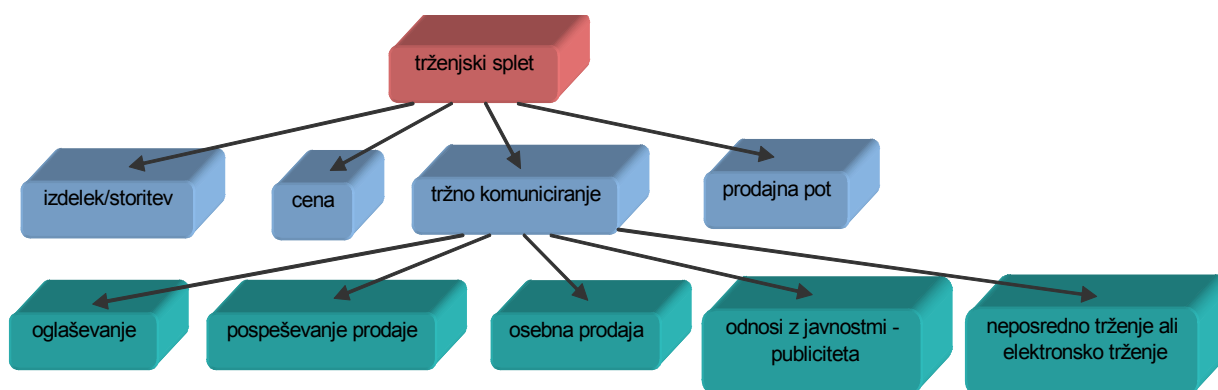 trženjski splet
izdelek/storitev
cena
tržno komuniciranje
prodajna pot
oglaševanje
pospeševanje prodaje
osebna prodaja
odnosi z javnostmi -
publiciteta
neposredno trženje ali
elektronsko trženje